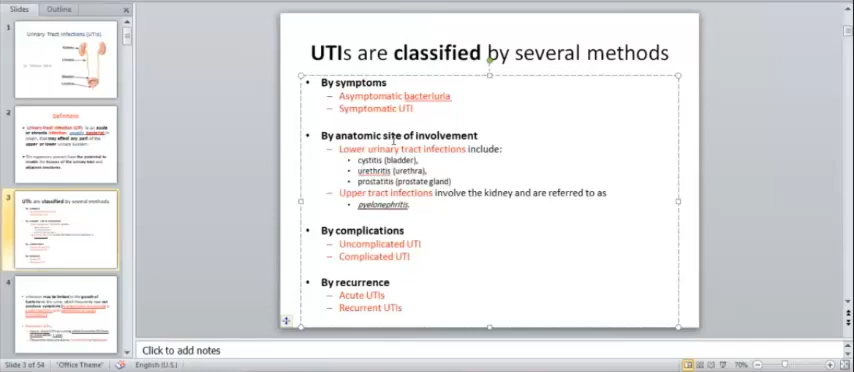 Slides
Outline
1
Urinary Tract Infections (UTIs)
2
Definition
3
UTIs are classified by several methods
4
UTIs are classified by several methods
• By symptoms
– Asymptomatic bacteriuria
– Symptomatic UTI
• By anatomic site of involvement
– Lower urinary tract infections include:
• cystitis (bladder),
• urethritis (urethra),
• prostatitis (prostate gland)
– Upper tract infections involve the kidney and are referred to as
• pyelonephritis.
• By complications
– Uncomplicated UTI
– Complicated UTI
• By recurrence
– Acute UTIs
– Recurrent UTIs
Click to add notes
Slide 3 of 54
"Office Theme"
English (U.S.)
70%